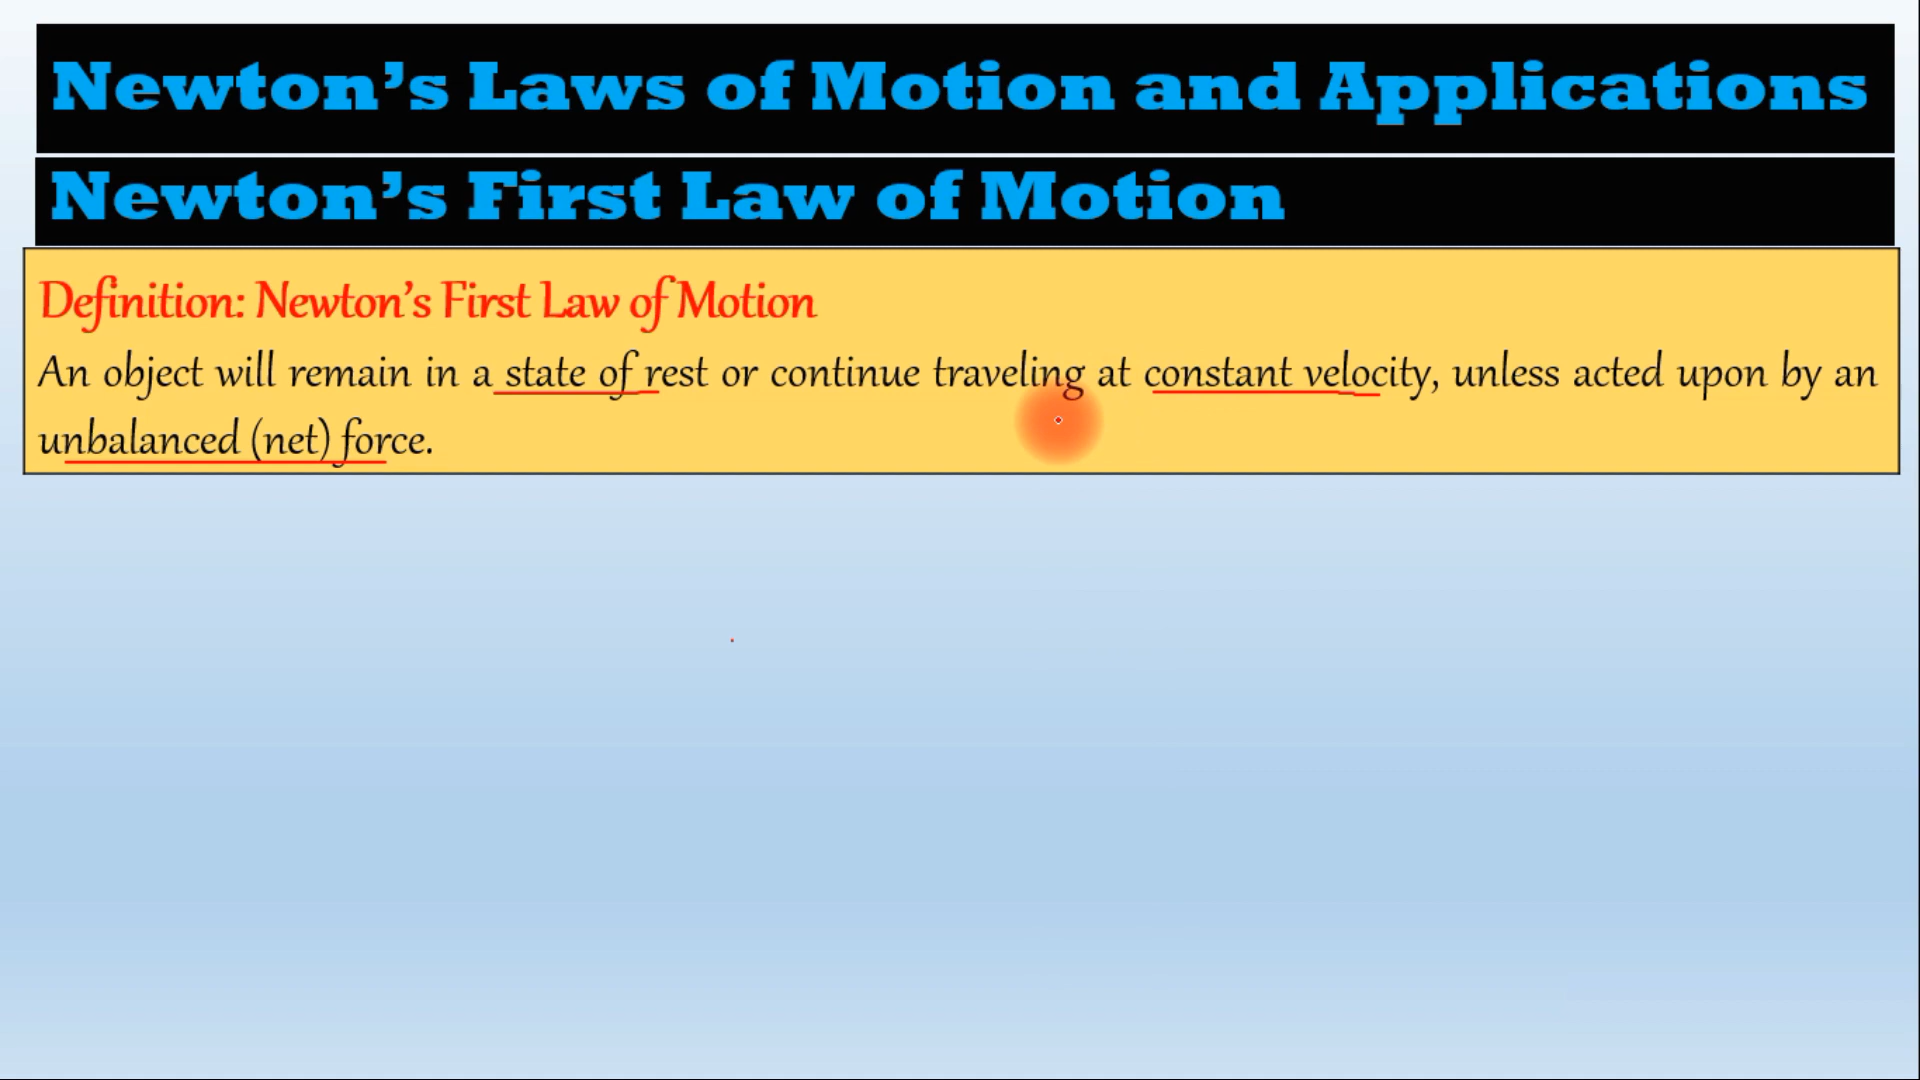 Newton’s Laws of Motion and Applications
Newton’s First Law of Motion
Definition: Newton’s First Law of Motion
An object will remain in a state of rest or continue traveling at constant velocity, unless acted upon by an
unbalanced (net) force.